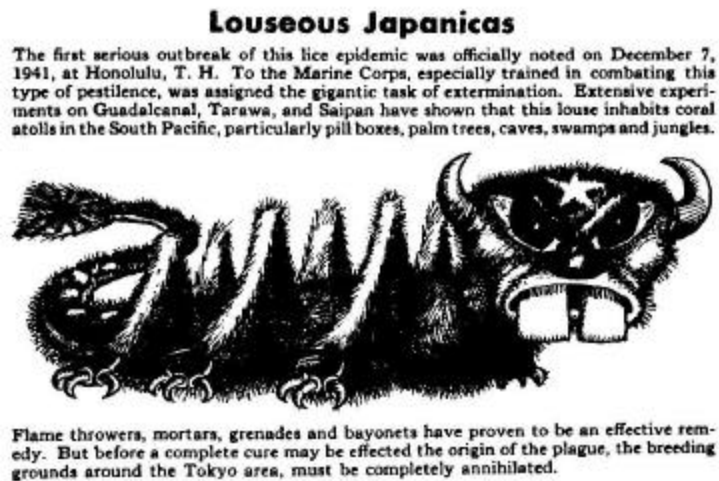 Louseous Japanicas
The first serious outbreak of this lice epidemic was officially noted on December 7,
1941, at Honolulu, T. H. To the Marine Corps, especially trained in combating this
type of pestilence, was assigned the gigantic task of extermination. Extensive experi-
ments on Guadalcanal, Tarawa, and Saipan have shown that this louse inhabits coral
atolls in the South Pacific, particularly pill boxes, palm trees, caves, swamps and jungles.
Flame throwers, mortars, grenades and bayonets have proven to be an effective rem-
edy. But before a complete cure may be effected the origin of the plague, the breeding
grounds around the Tokyo area, must be completely annihilated.